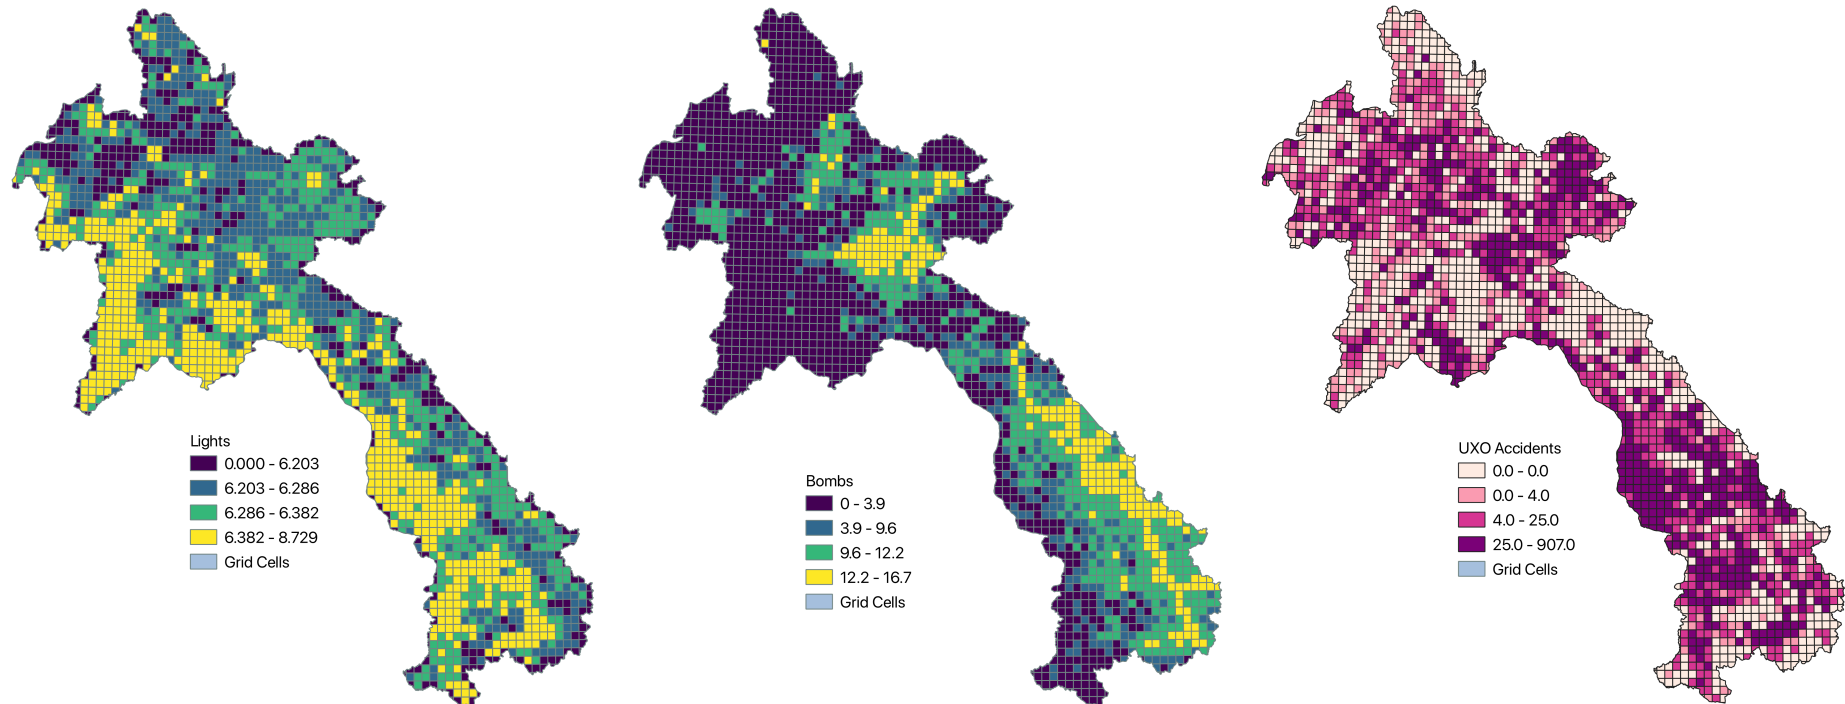 Lights
0.000 - 6.203
6.203 - 6.286
6.286 - 6.382
6.382 - 8.729
Grid Cells
Bombs
0 - 3.9
3.9 - 9.6
9.6 - 12.2
12.2 - 16.7
Grid Cells
UXO Accidents
0.0 - 0.0
0.0 - 4.0
4.0 - 25.0
25.0 - 907.0
Grid Cells